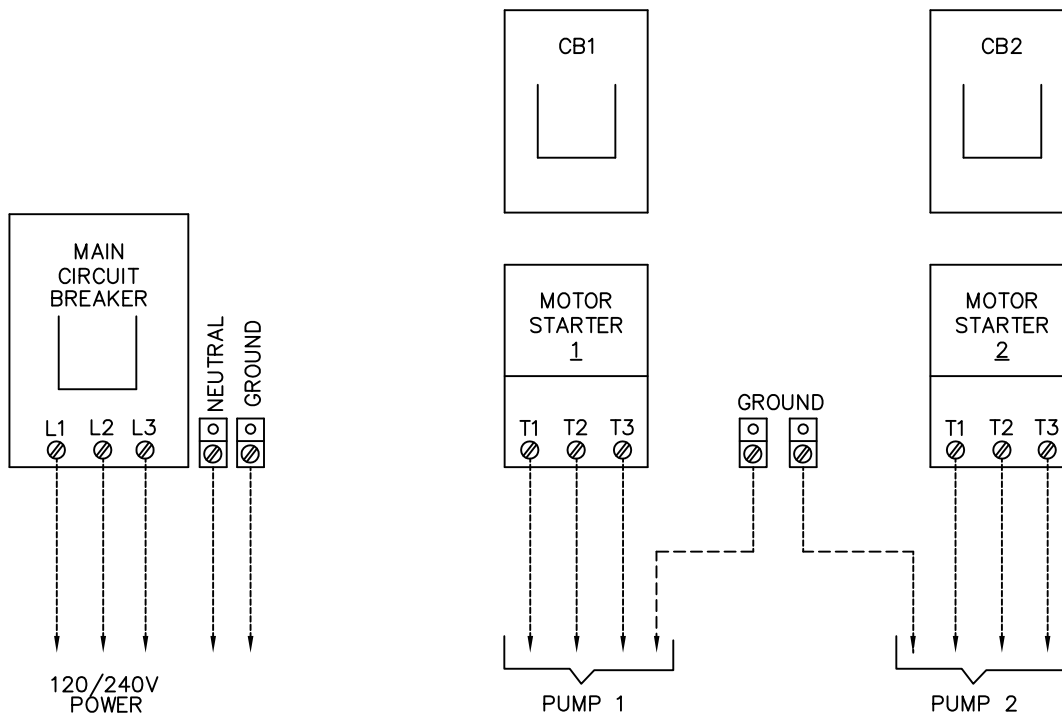 CB1
CB2
MAIN
CIRCUIT
BREAKER
L1 L2 L3
NEUTRAL
GROUND
120/240V
POWER
MOTOR
STARTER
1
T1 T2 T3
PUMP 1
GROUND
MOTOR
STARTER
2
T1 T2 T3
PUMP 2